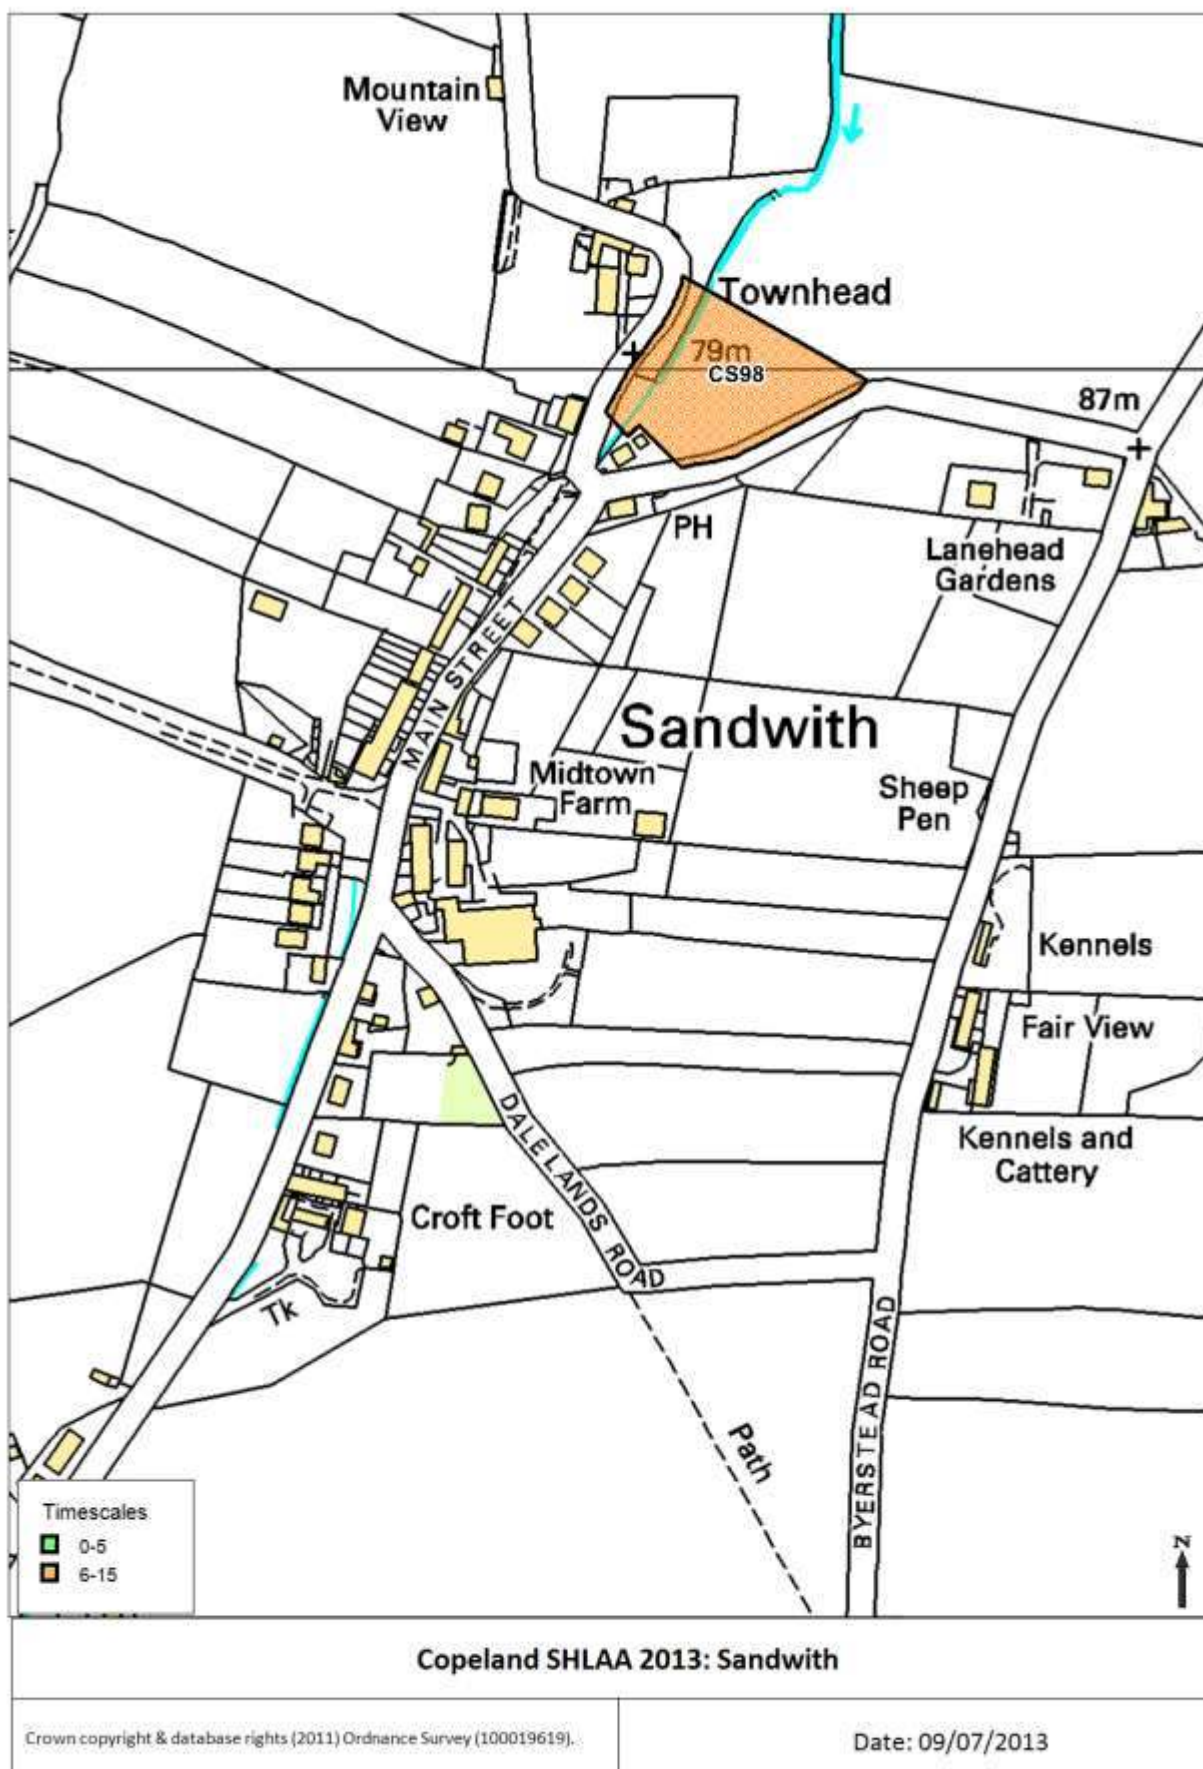 Mountain
View
Townhead
79m
CS98
87m
PH
Lanehead
Gardens
MAIN STREET
Sandwith
Midtown
Farm
Sheep
Pen
Kennels
Fair View
DALELANDS ROAD
Kennels and
Cattery
Croft Foot
Tk
BYERSTEAD ROAD
Path
Timescales
0-5
6-15
N
Copeland SHLAA 2013: Sandwith
Crown copyright & database rights (2011) Ordnance Survey (100019619).
Date: 09/07/2013